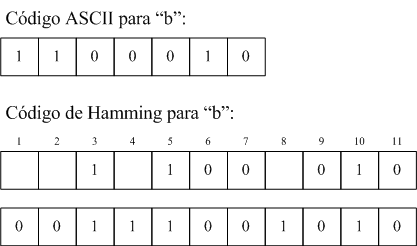 Código ASCII para “b”:
1 1 0 0 0 1 0
Código de Hamming para “b”:
1 2 3 4 5 6 7 8 9 10 11
1 1 0 0 0 1 0
0 0 1 1 1 0 0 1 0 1 0